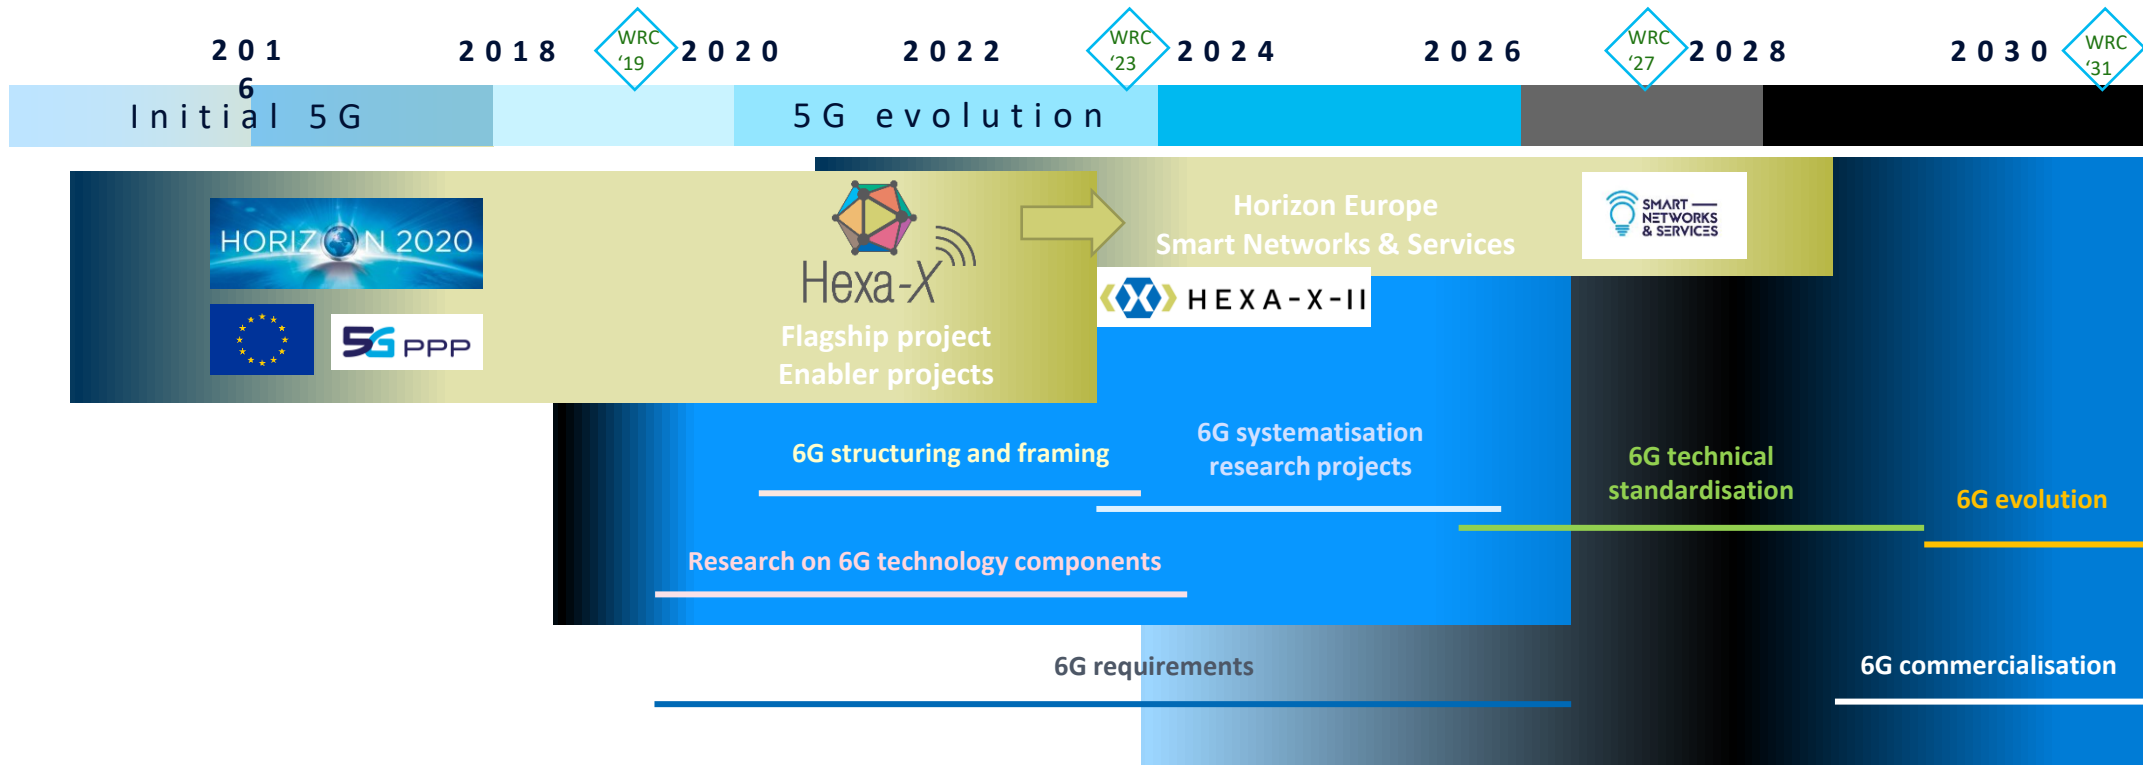 201
6
2018
WRC
‘19
2020
2022
WRC
‘23
2024
2026
WRC
‘27
2028
2030
WRC
‘31
Initial 5G
5G evolution
HORIZON 2020
5G PPP
Hexa-X
Flagship project
Enabler projects
Horizon Europe
Smart Networks & Services
SMART
NETWORKS
& SERVICES
HEXA-X-II
6G structuring and framing
6G systematisation
research projects
6G technical
standardisation
6G evolution
Research on 6G technology components
6G requirements
6G commercialisation